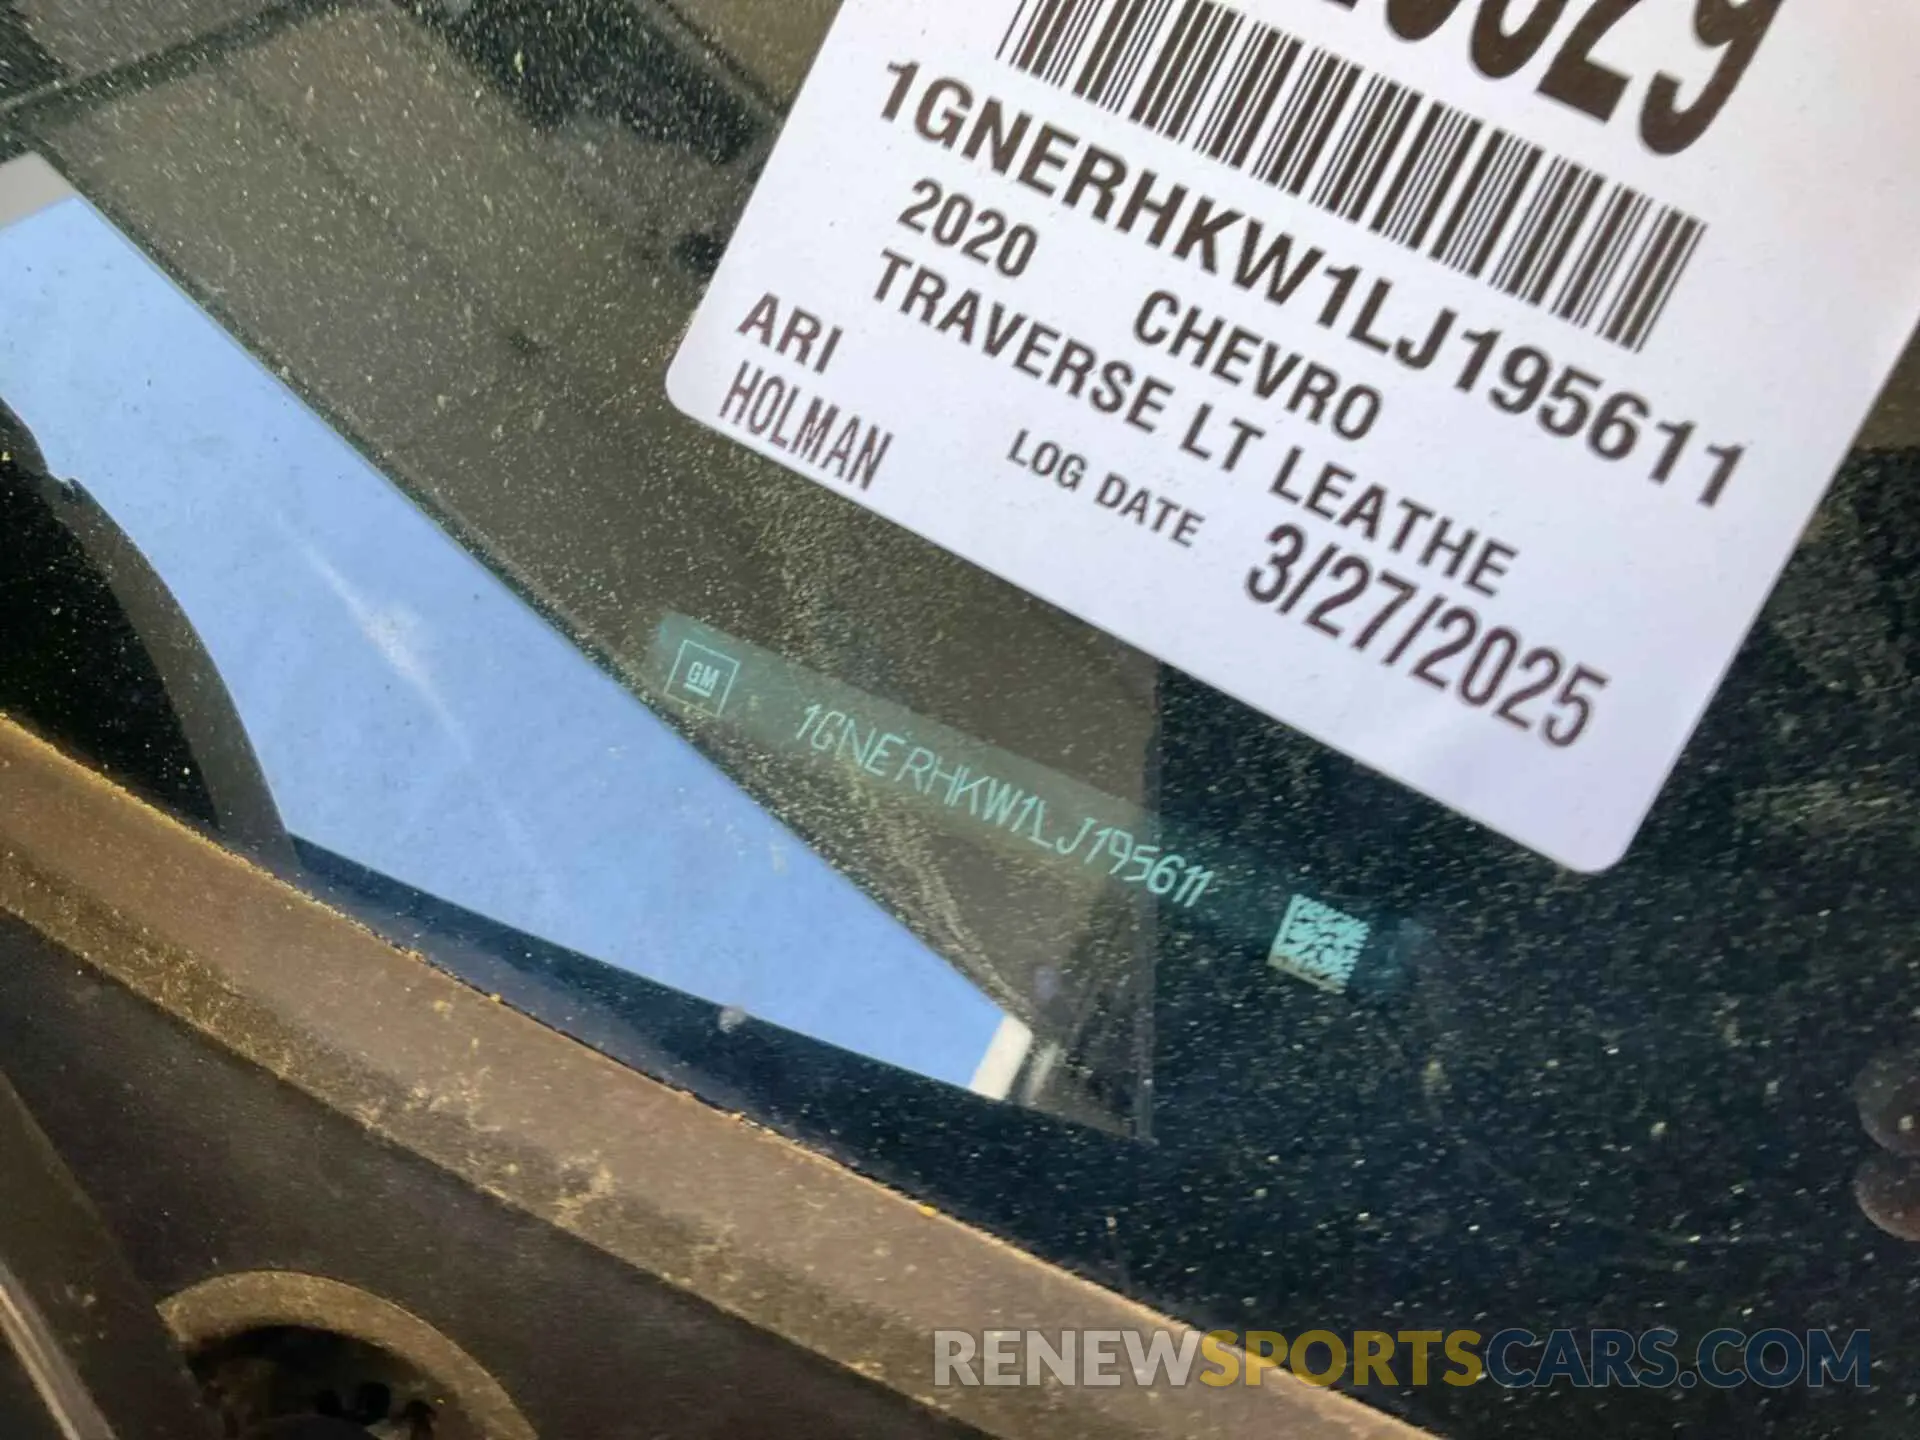 1GNERHKW1LJ195611
2020 CHEVRO
TRAVERSE LT LEATHE
ARI
HOLMAN
LOG DATE 3/27/2025
GM 1GNERHKW1LJ195611
RENEWSPORTSCARS.COM